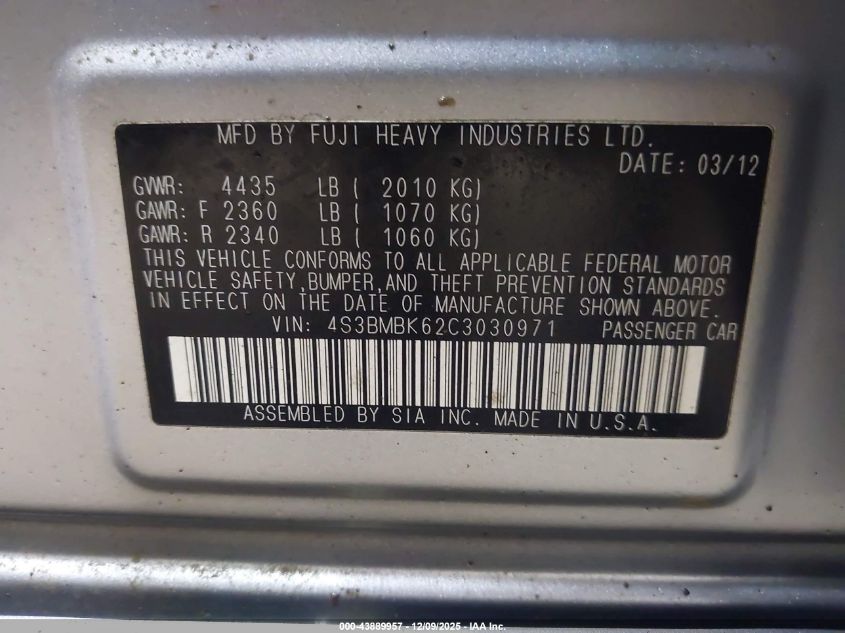 MFD BY FUJI HEAVY INDUSTRIES LTD.
DATE: 03/12
GVWR: 4435 LB ( 2010 KG)
GAWR: F 2360 LB ( 1070 KG)
GAWR: R 2340 LB ( 1060 KG)
THIS VEHICLE CONFORMS TO ALL APPLICABLE FEDERAL MOTOR
VEHICLE SAFETY,BUMPER,AND THEFT PREVENTION STANDARDS
IN EFFECT ON THE DATE OF MANUFACTURE SHOWN ABOVE.
VIN: 4S3BMBK62C3030971 PASSENGER CAR
ASSEMBLED BY SIA INC. MADE IN U.S.A.
000-43889957 - 12/09/2025 - IAA Inc.